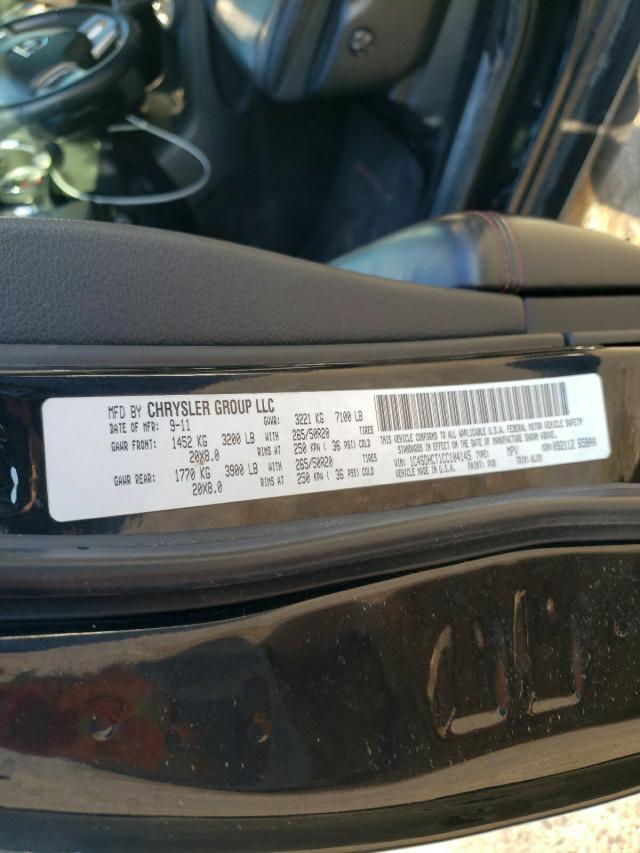 MFD BY CHRYSLER GROUP LLC
DATE OF MFR: 9-11 GVWR: 3221 KG 7100 LB
GAWR FRONT: 1452 KG 3200 LB WITH 265/50R20 TIRES
20X8.0 RIMS AT 250 KPA ( 36 PSI) COLD
GAWR REAR: 1770 KG 3900 LB WITH 265/50R20 TIRES
20X8.0 RIMS AT 250 KPA ( 36 PSI) COLD
THIS VEHICLE CONFORMS TO ALL APPLICABLE U.S.A. FEDERAL MOTOR VEHICLE SAFETY
STANDARDS IN EFFECT ON THE DATE OF MANUFACTURE SHOWN ABOVE.
VIN: TYPE: MPV
VEHICLE MADE IN U.S.A. PAINT: TRIM: